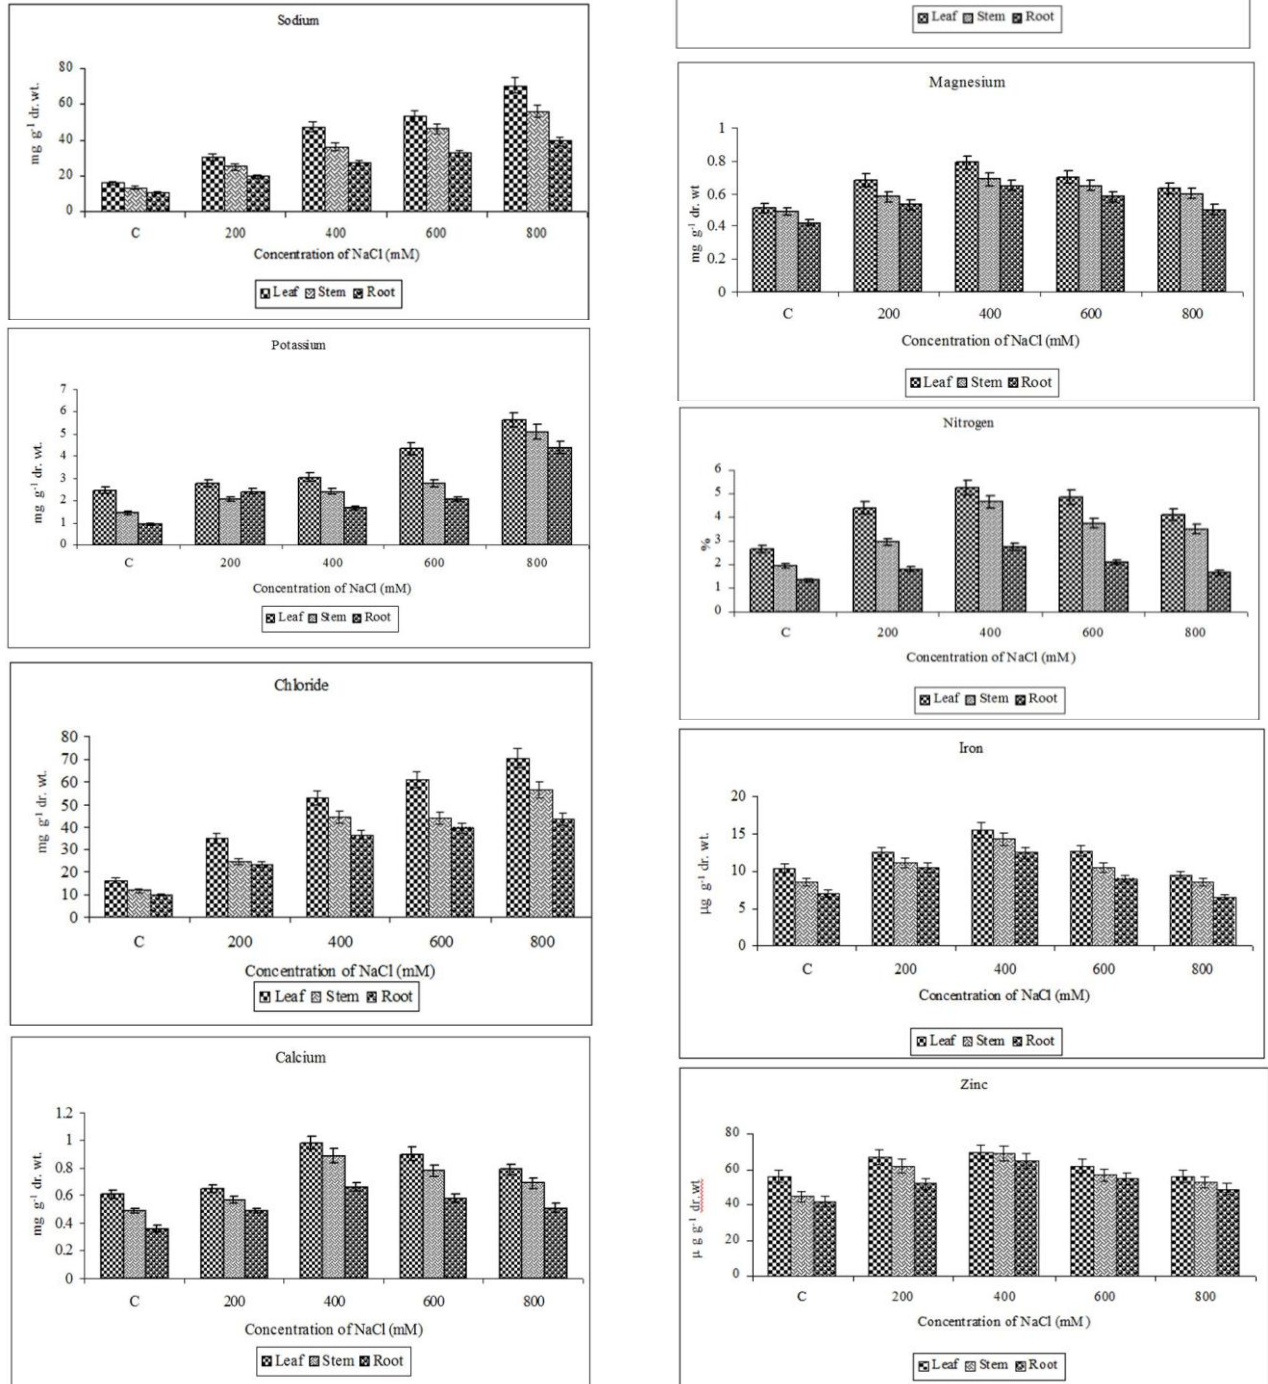 Sodium
mg g-1 dr. wt.
80
60
40
20
0
C 200 400 600 800
Concentration of NaCl (mM)
Leaf Stem Root
Potassium
mg g-1 dr. wt.
7
6
5
4
3
2
1
0
C 200 400 600 800
Concentration of NaCl (mM)
Leaf Stem Root
Chloride
mg g-1 dr. wt.
80
70
60
50
40
30
20
10
0
C 200 400 600 800
Concentration of NaCl (mM)
Leaf Stem Root
Calcium
mg g-1 dr. wt.
1.2
1
0.8
0.6
0.4
0.2
0
C 200 400 600 800
Concentration of NaCl (mM)
Leaf Stem Root
Leaf Stem Root
Magnesium
mg g-1 dr. wt
1
0.8
0.6
0.4
0.2
0
C 200 400 600 800
Concentration of NaCl (mM)
Leaf Stem Root
Nitrogen
%
6
5
4
3
2
1
0
C 200 400 600 800
Concentration of NaCl (mM)
Leaf Stem Root
Iron
µg g-1 dr. wt.
20
15
10
5
0
C 200 400 600 800
Concentration of NaCl (mM)
Leaf Stem Root
Zinc
µ g g-1 dr. wt
80
60
40
20
0
C 200 400 600 800
Concentration of NaCl (mM)
Leaf Stem Root